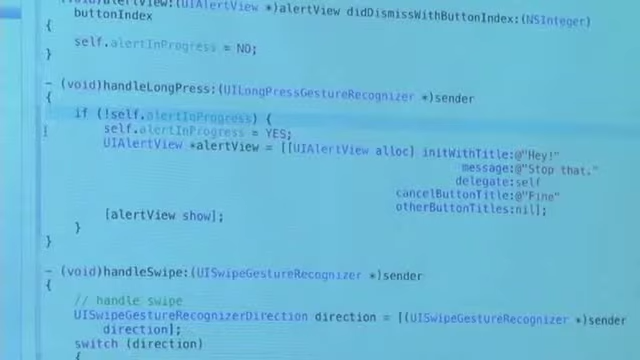 alertView:(UIAlertView *)alertView didDismissWithButtonIndex:(NSInteger)
buttonIndex
{
self.alertInProgress = NO;
}
- (void)handleLongPress:(UILongPressGestureRecognizer *)sender
{
if (!self.alertInProgress) {
self.alertInProgress = YES;
UIAlertView *alertView = [[UIAlertView alloc] initWithTitle:@"Hey!"
message:@"Stop that."
delegate:self
cancelButtonTitle:@"Fine"
otherButtonTitles:nil];
[alertView show];
}
}
- (void)handleSwipe:(UISwipeGestureRecognizer *)sender
{
// handle swipe
UISwipeGestureRecognizerDirection direction = [(UISwipeGestureRecognizer *)sender
direction];
switch (direction)
{